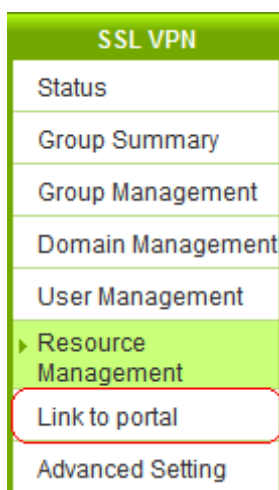 SSL VPN
Status
Group Summary
Group Management
Domain Management
User Management
Resource
Management
Link to portal
Advanced Setting